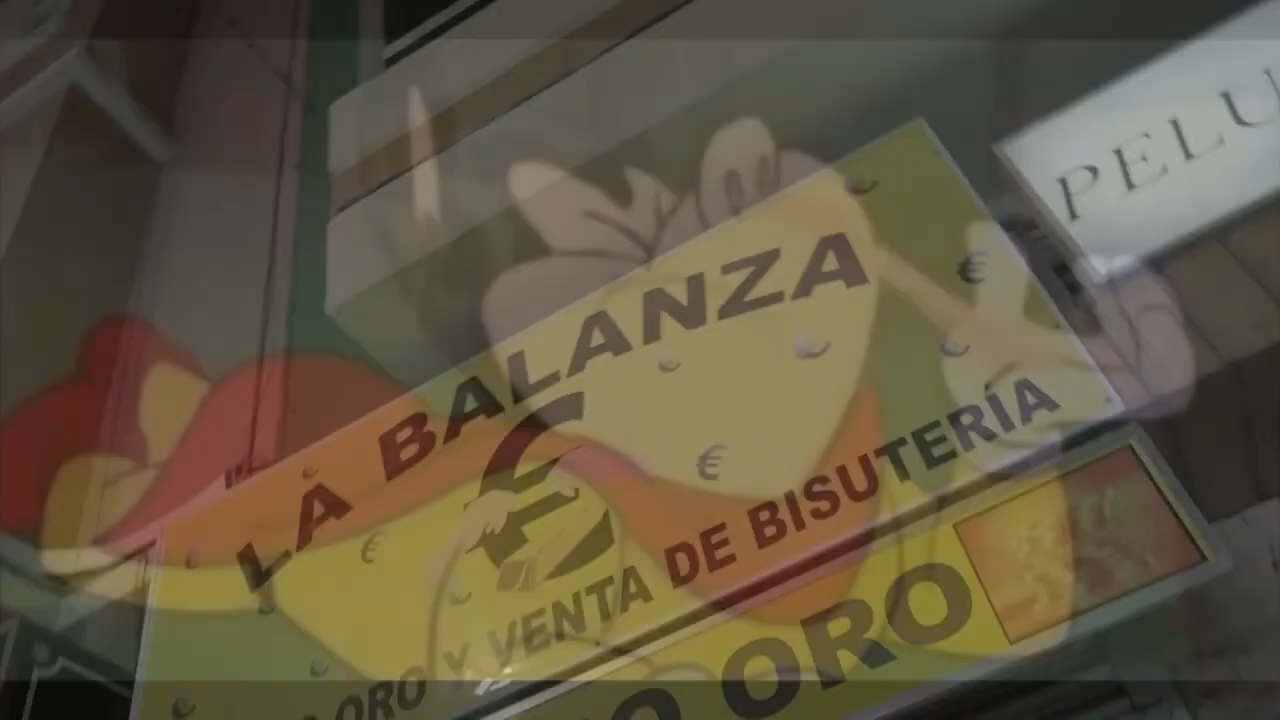 PELU
LA BALANZA
ORO Y VENTA DE BISUTERÍA
ORO